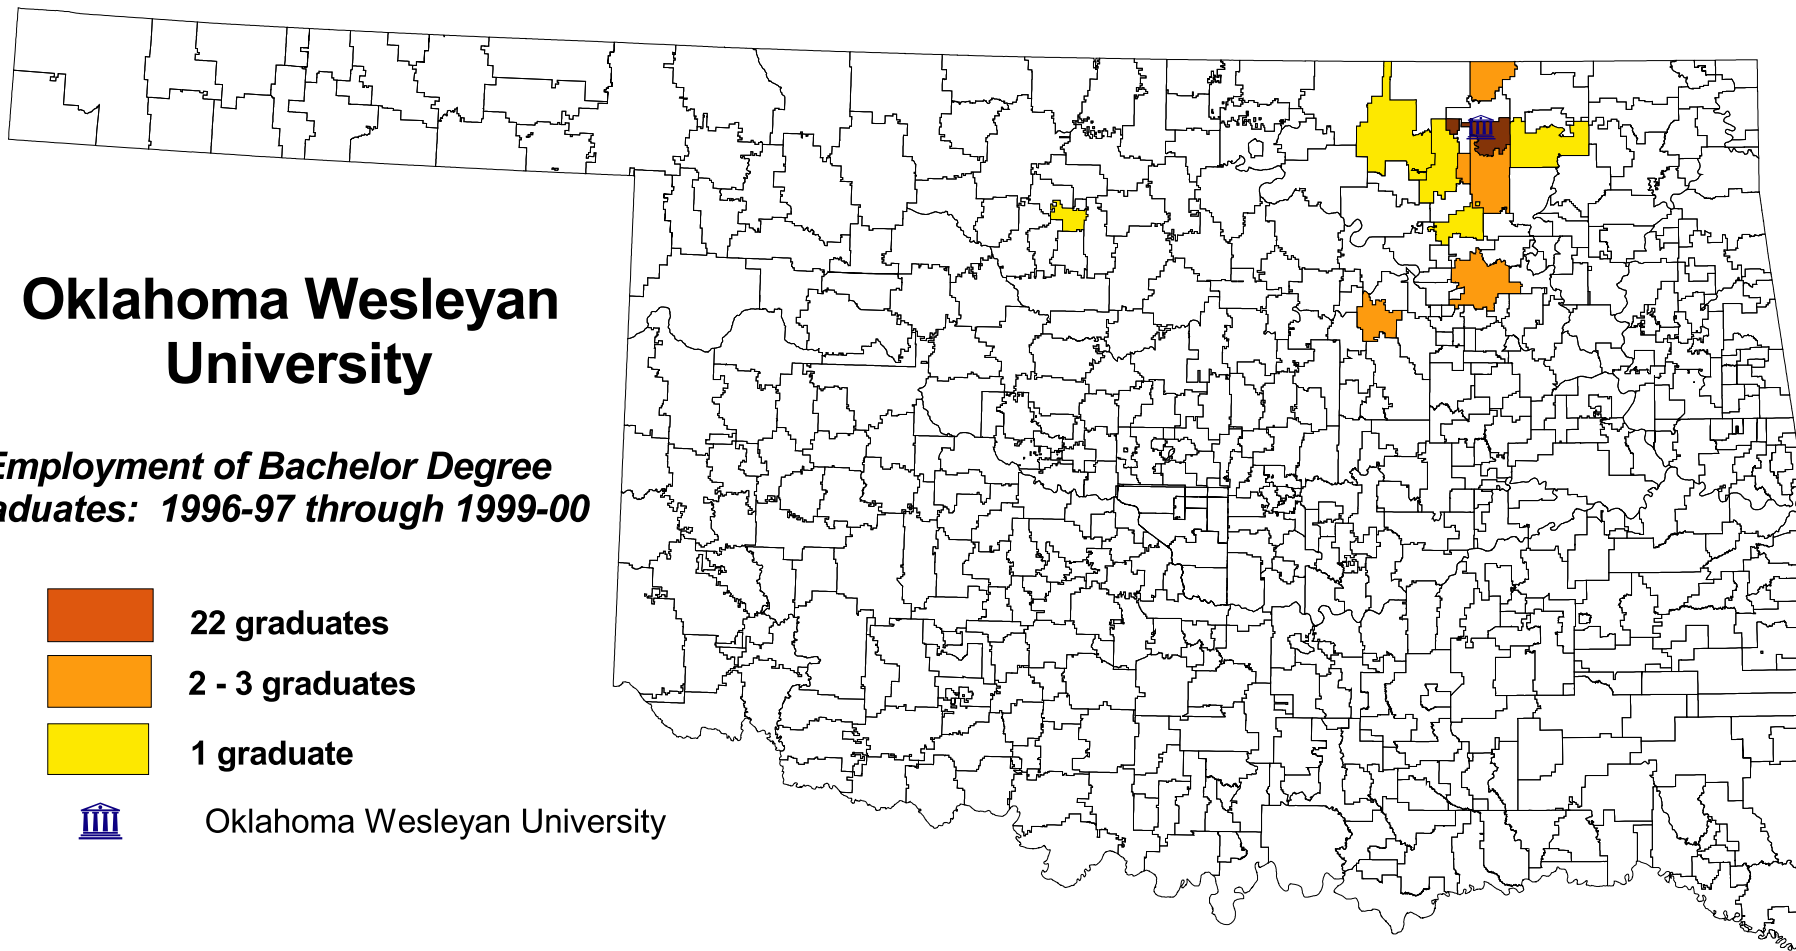 Oklahoma Wesleyan
University
Employment of Bachelor Degree
aduates: 1996-97 through 1999-00
22 graduates
2 - 3 graduates
1 graduate
Oklahoma Wesleyan University